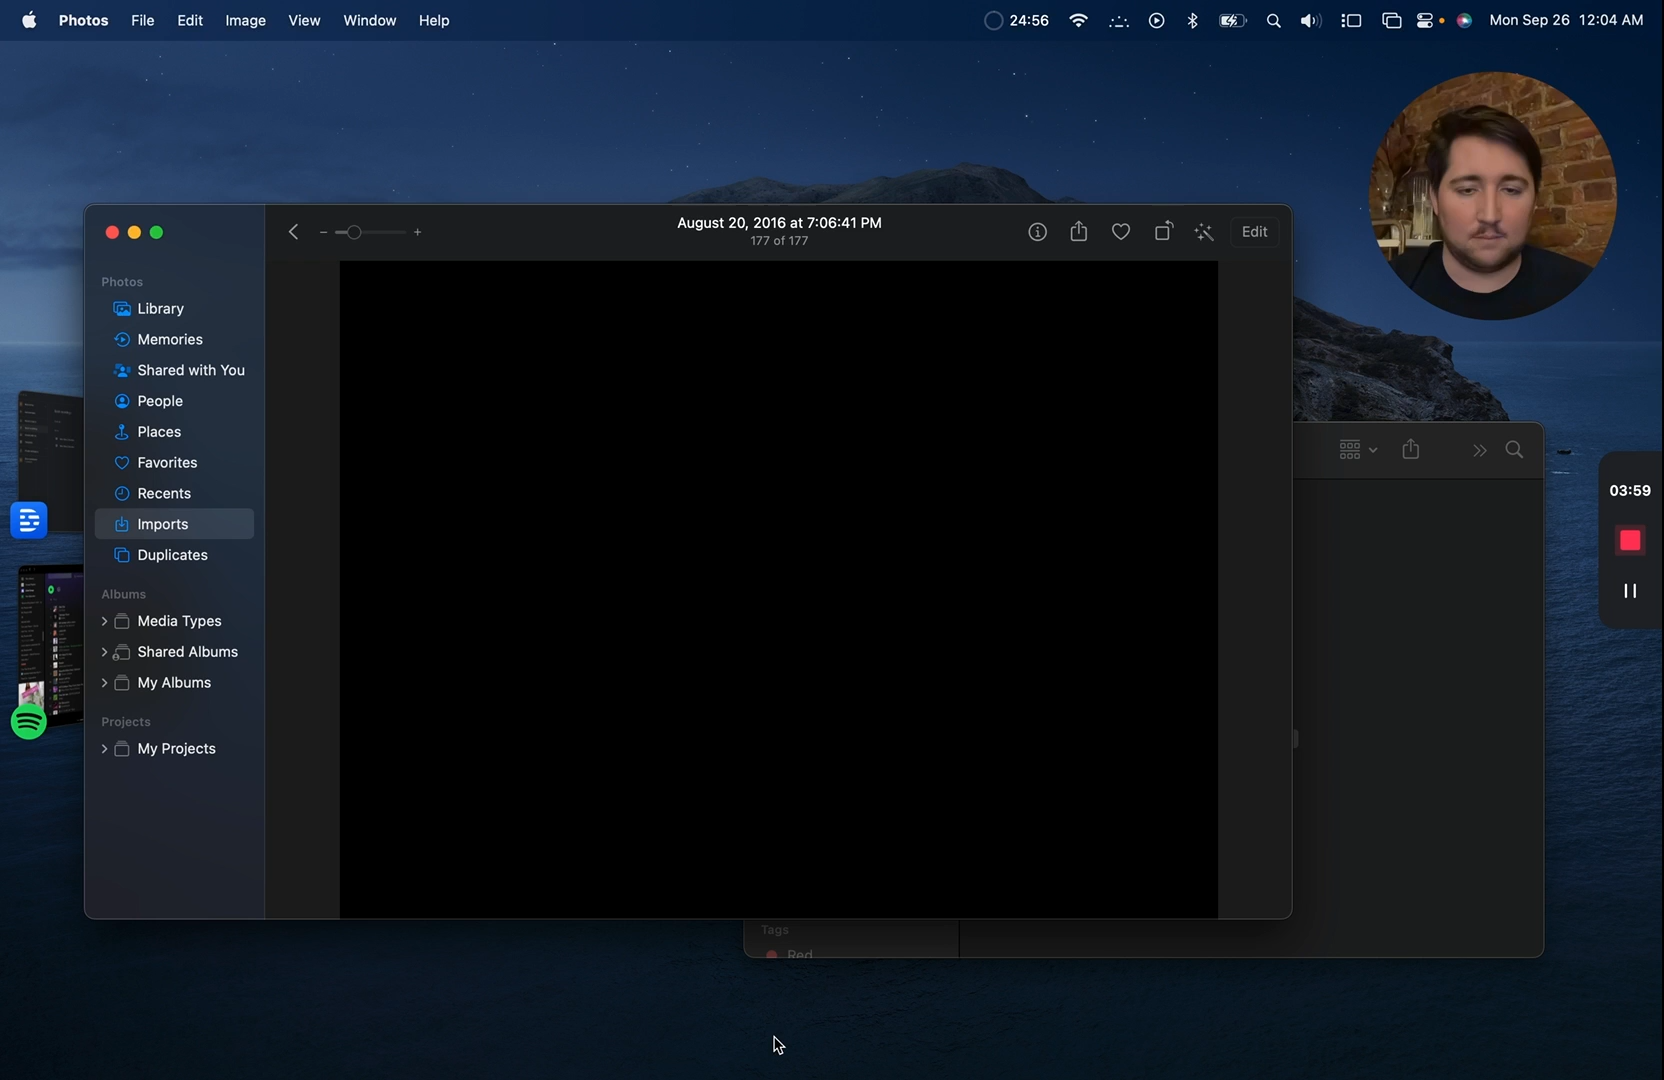 Photos File Edit Image View Window Help 24:56 Mon Sep 26 12:04 AM
August 20, 2016 at 7:06:41 PM
177 of 177
Edit
Photos
Library
Memories
Shared with You
People
Places
Favorites
Recents
Imports
Duplicates
Albums
Media Types
Shared Albums
My Albums
Projects
My Projects
03:59
Tags
Red